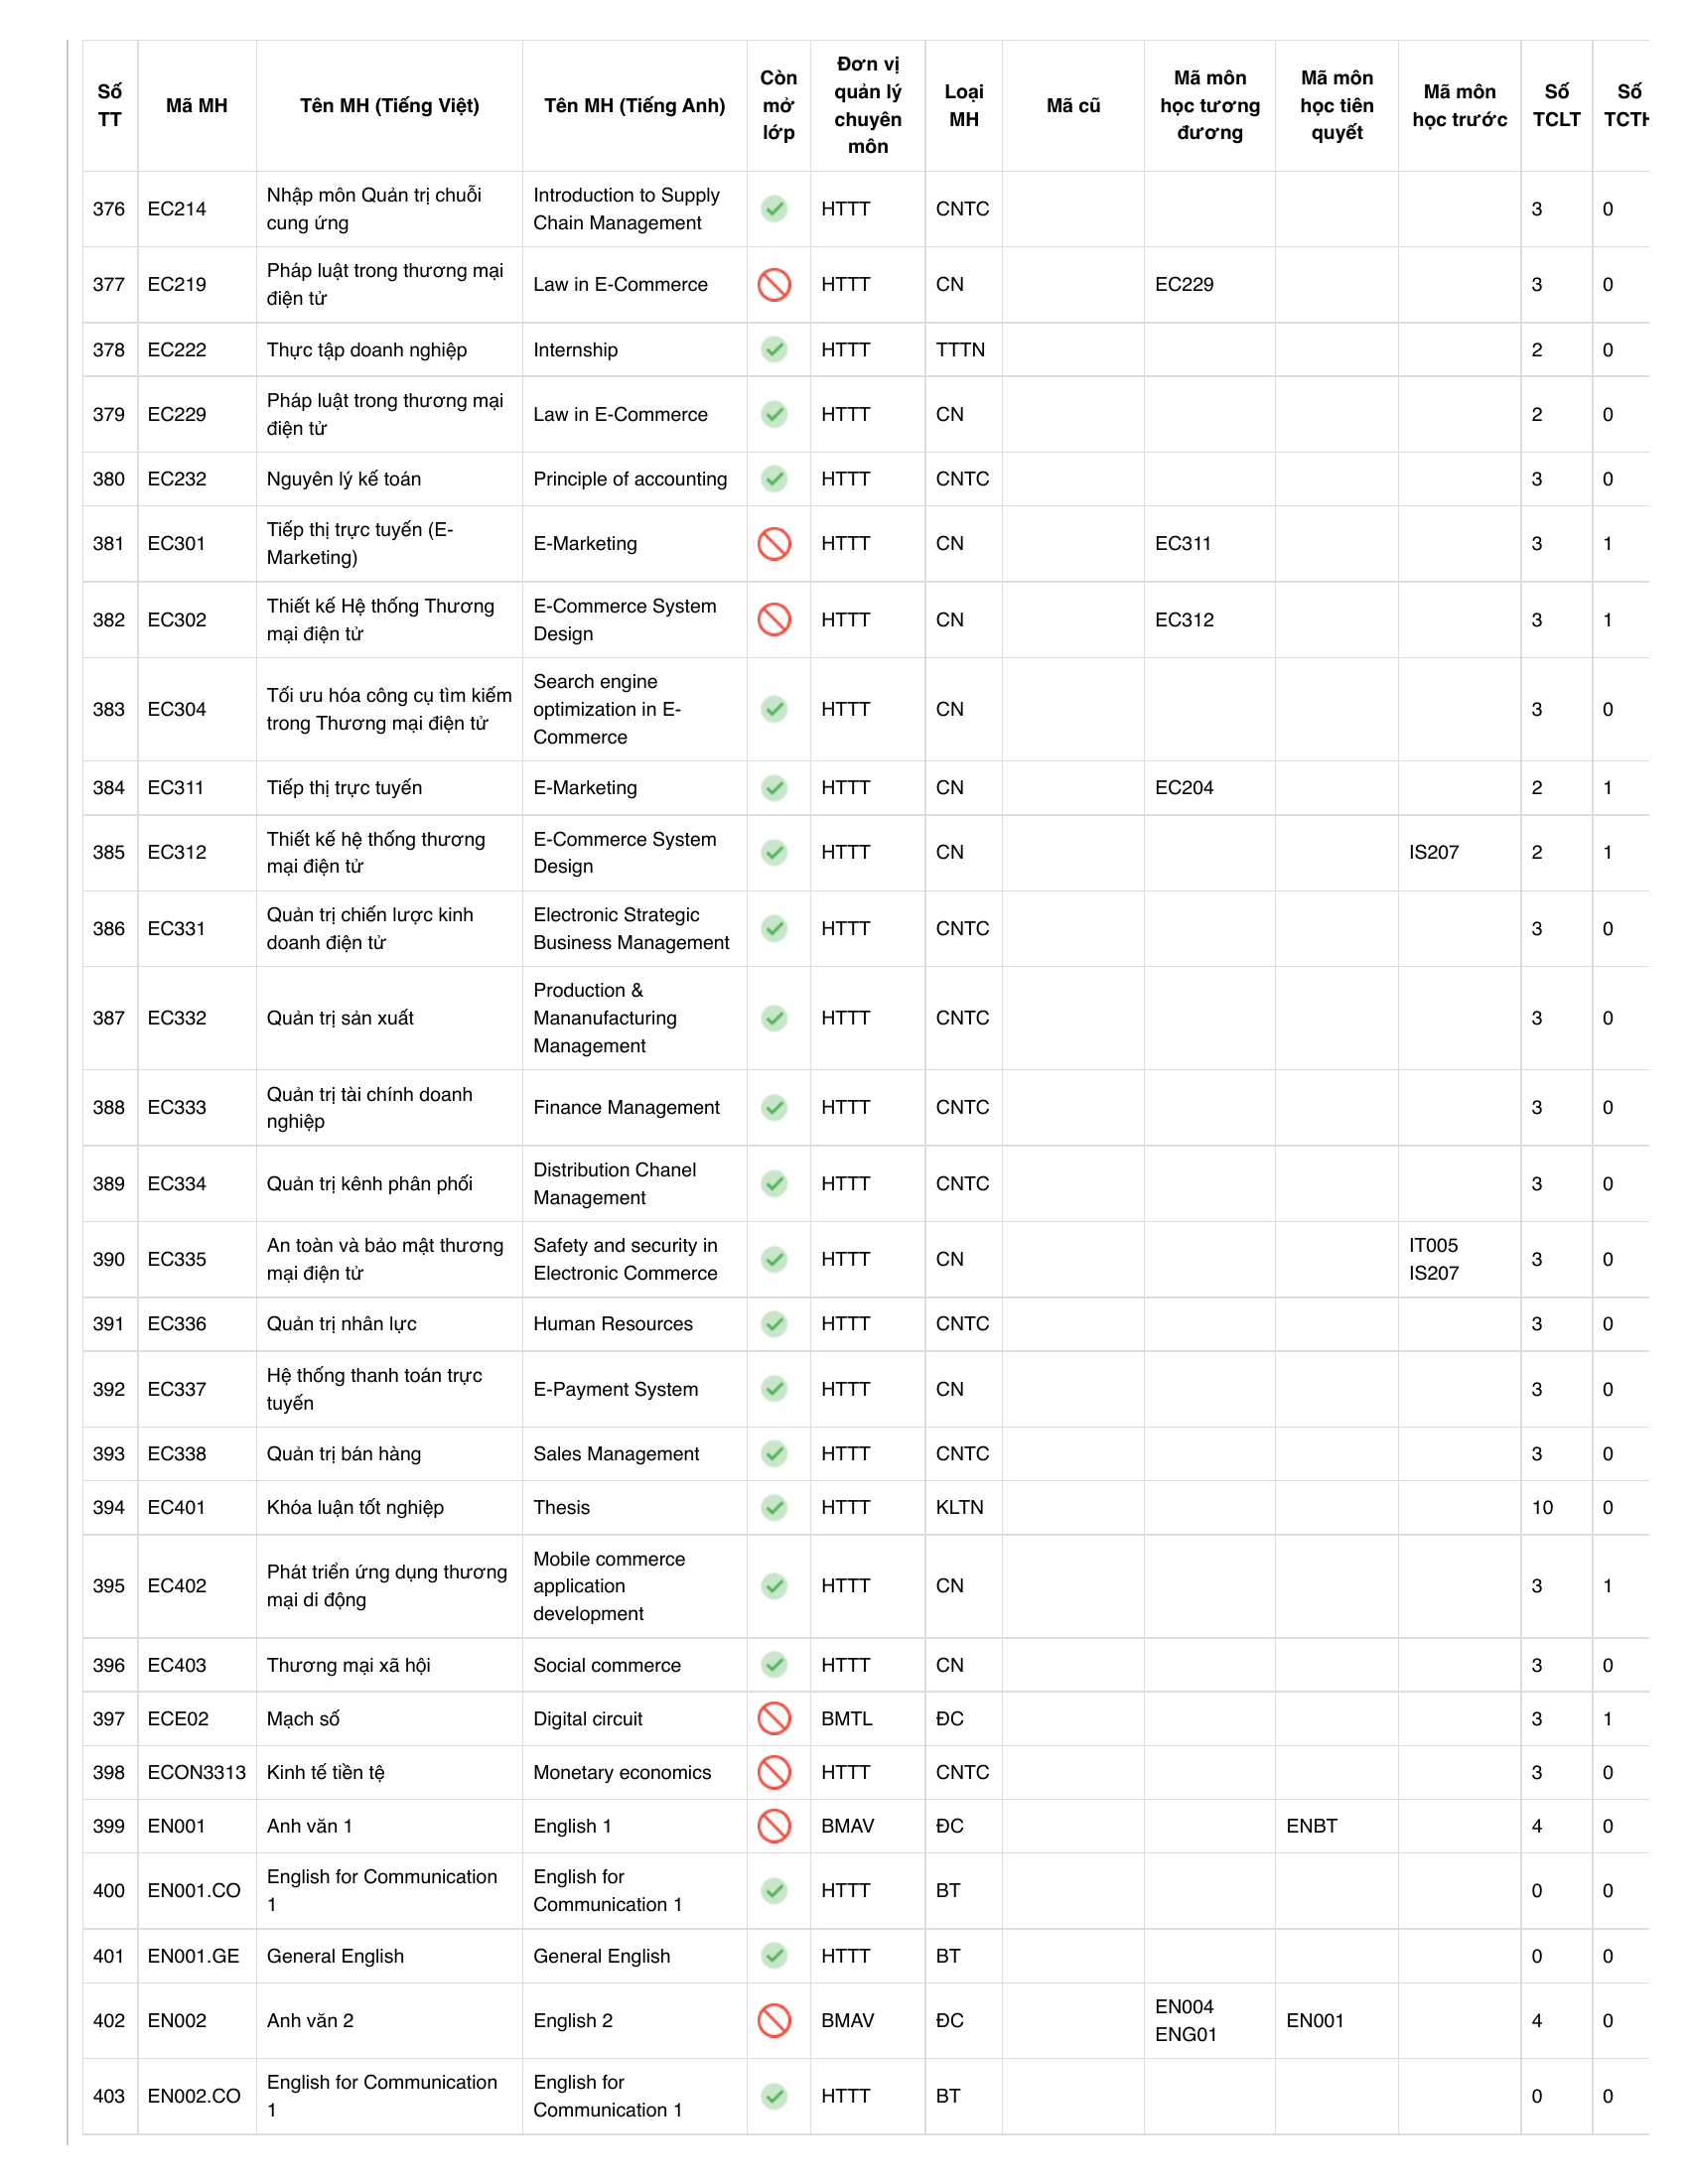 Số TT Mã MH Tên MH (Tiếng Việt) Tên MH (Tiếng Anh) Còn mở lớp Đơn vị quản lý chuyên môn Loại MH Mã cũ Mã môn học tương đương Mã môn học tiên quyết Mã môn học trước Số TCLT Số TCTH
376 EC214 Nhập môn Quản trị chuỗi cung ứng Introduction to Supply Chain Management HTTT CNTC 3 0
377 EC219 Pháp luật trong thương mại điện tử Law in E-Commerce HTTT CN EC229 3 0
378 EC222 Thực tập doanh nghiệp Internship HTTT TTTN 2 0
379 EC229 Pháp luật trong thương mại điện tử Law in E-Commerce HTTT CN 2 0
380 EC232 Nguyên lý kế toán Principle of accounting HTTT CNTC 3 0
381 EC301 Tiếp thị trực tuyến (E-Marketing) E-Marketing HTTT CN EC311 3 1
382 EC302 Thiết kế Hệ thống Thương mại điện tử E-Commerce System Design HTTT CN EC312 3 1
383 EC304 Tối ưu hóa công cụ tìm kiếm trong Thương mại điện tử Search engine optimization in E-Commerce HTTT CN 3 0
384 EC311 Tiếp thị trực tuyến E-Marketing HTTT CN EC204 2 1
385 EC312 Thiết kế hệ thống thương mại điện tử E-Commerce System Design HTTT CN IS207 2 1
386 EC331 Quản trị chiến lược kinh doanh điện tử Electronic Strategic Business Management HTTT CNTC 3 0
387 EC332 Quản trị sản xuất Production & Mananufacturing Management HTTT CNTC 3 0
388 EC333 Quản trị tài chính doanh nghiệp Finance Management HTTT CNTC 3 0
389 EC334 Quản trị kênh phân phối Distribution Chanel Management HTTT CNTC 3 0
390 EC335 An toàn và bảo mật thương mại điện tử Safety and security in Electronic Commerce HTTT CN IT005 IS207 3 0
391 EC336 Quản trị nhân lực Human Resources HTTT CNTC 3 0
392 EC337 Hệ thống thanh toán trực tuyến E-Payment System HTTT CN 3 0
393 EC338 Quản trị bán hàng Sales Management HTTT CNTC 3 0
394 EC401 Khóa luận tốt nghiệp Thesis HTTT KLTN 10 0
395 EC402 Phát triển ứng dụng thương mại di động Mobile commerce application development HTTT CN 3 1
396 EC403 Thương mại xã hội Social commerce HTTT CN 3 0
397 ECE02 Mạch số Digital circuit BMTL ĐC 3 1
398 ECON3313 Kinh tế tiền tệ Monetary economics HTTT CNTC 3 0
399 EN001 Anh văn 1 English 1 BMAV ĐC ENBT 4 0
400 EN001.CO English for Communication 1 English for Communication 1 HTTT BT 0 0
401 EN001.GE General English General English HTTT BT 0 0
402 EN002 Anh văn 2 English 2 BMAV ĐC EN004 ENG01 EN001 4 0
403 EN002.CO English for Communication 1 English for Communication 1 HTTT BT 0 0